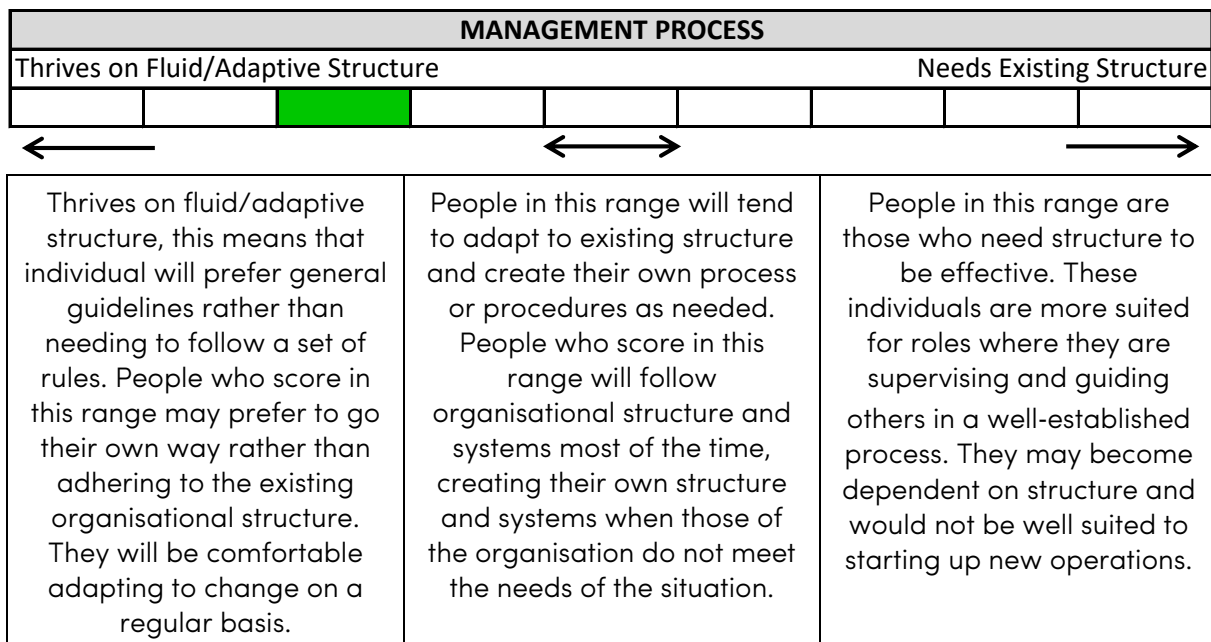 MANAGEMENT PROCESS
Thrives on Fluid/Adaptive Structure
Needs Existing Structure
Thrives on fluid/adaptive
structure, this means that
individual will prefer general
guidelines rather than
needing to follow a set of
rules. People who score in
this range may prefer to go
their own way rather than
adhering to the existing
organisational structure.
They will be comfortable
adapting to change on a
regular basis.
People in this range will tend
to adapt to existing structure
and create their own process
or procedures as needed.
People who score in this
range will follow
organisational structure and
systems most of the time,
creating their own structure
and systems when those of
the organisation do not meet
the needs of the situation.
People in this range are
those who need structure to
be effective. These
individuals are more suited
for roles where they are
supervising and guiding
others in a well-established
process. They may become
dependent on structure and
would not be well suited to
starting up new operations.